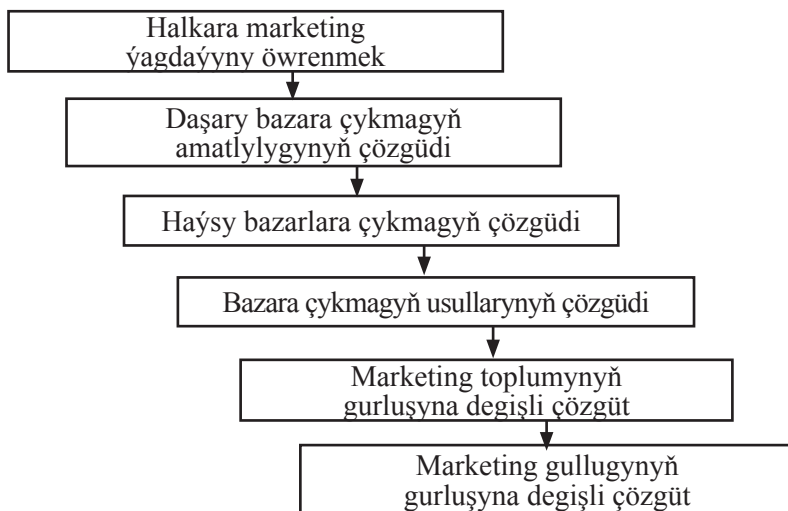 Halkara marketing
ýagdaýyny öwrenmek
Daşary bazara çykmagyň
amatlylygynyň çözgüdi
Haýsy bazarlara çykmagyň çözgüdi
Bazara çykmagyň usullarynyň çözgüdi
Marketing toplumynyň
gurluşyna degişli çözgüt
Marketing gullugynyň
gurluşyna degişli çözgüt